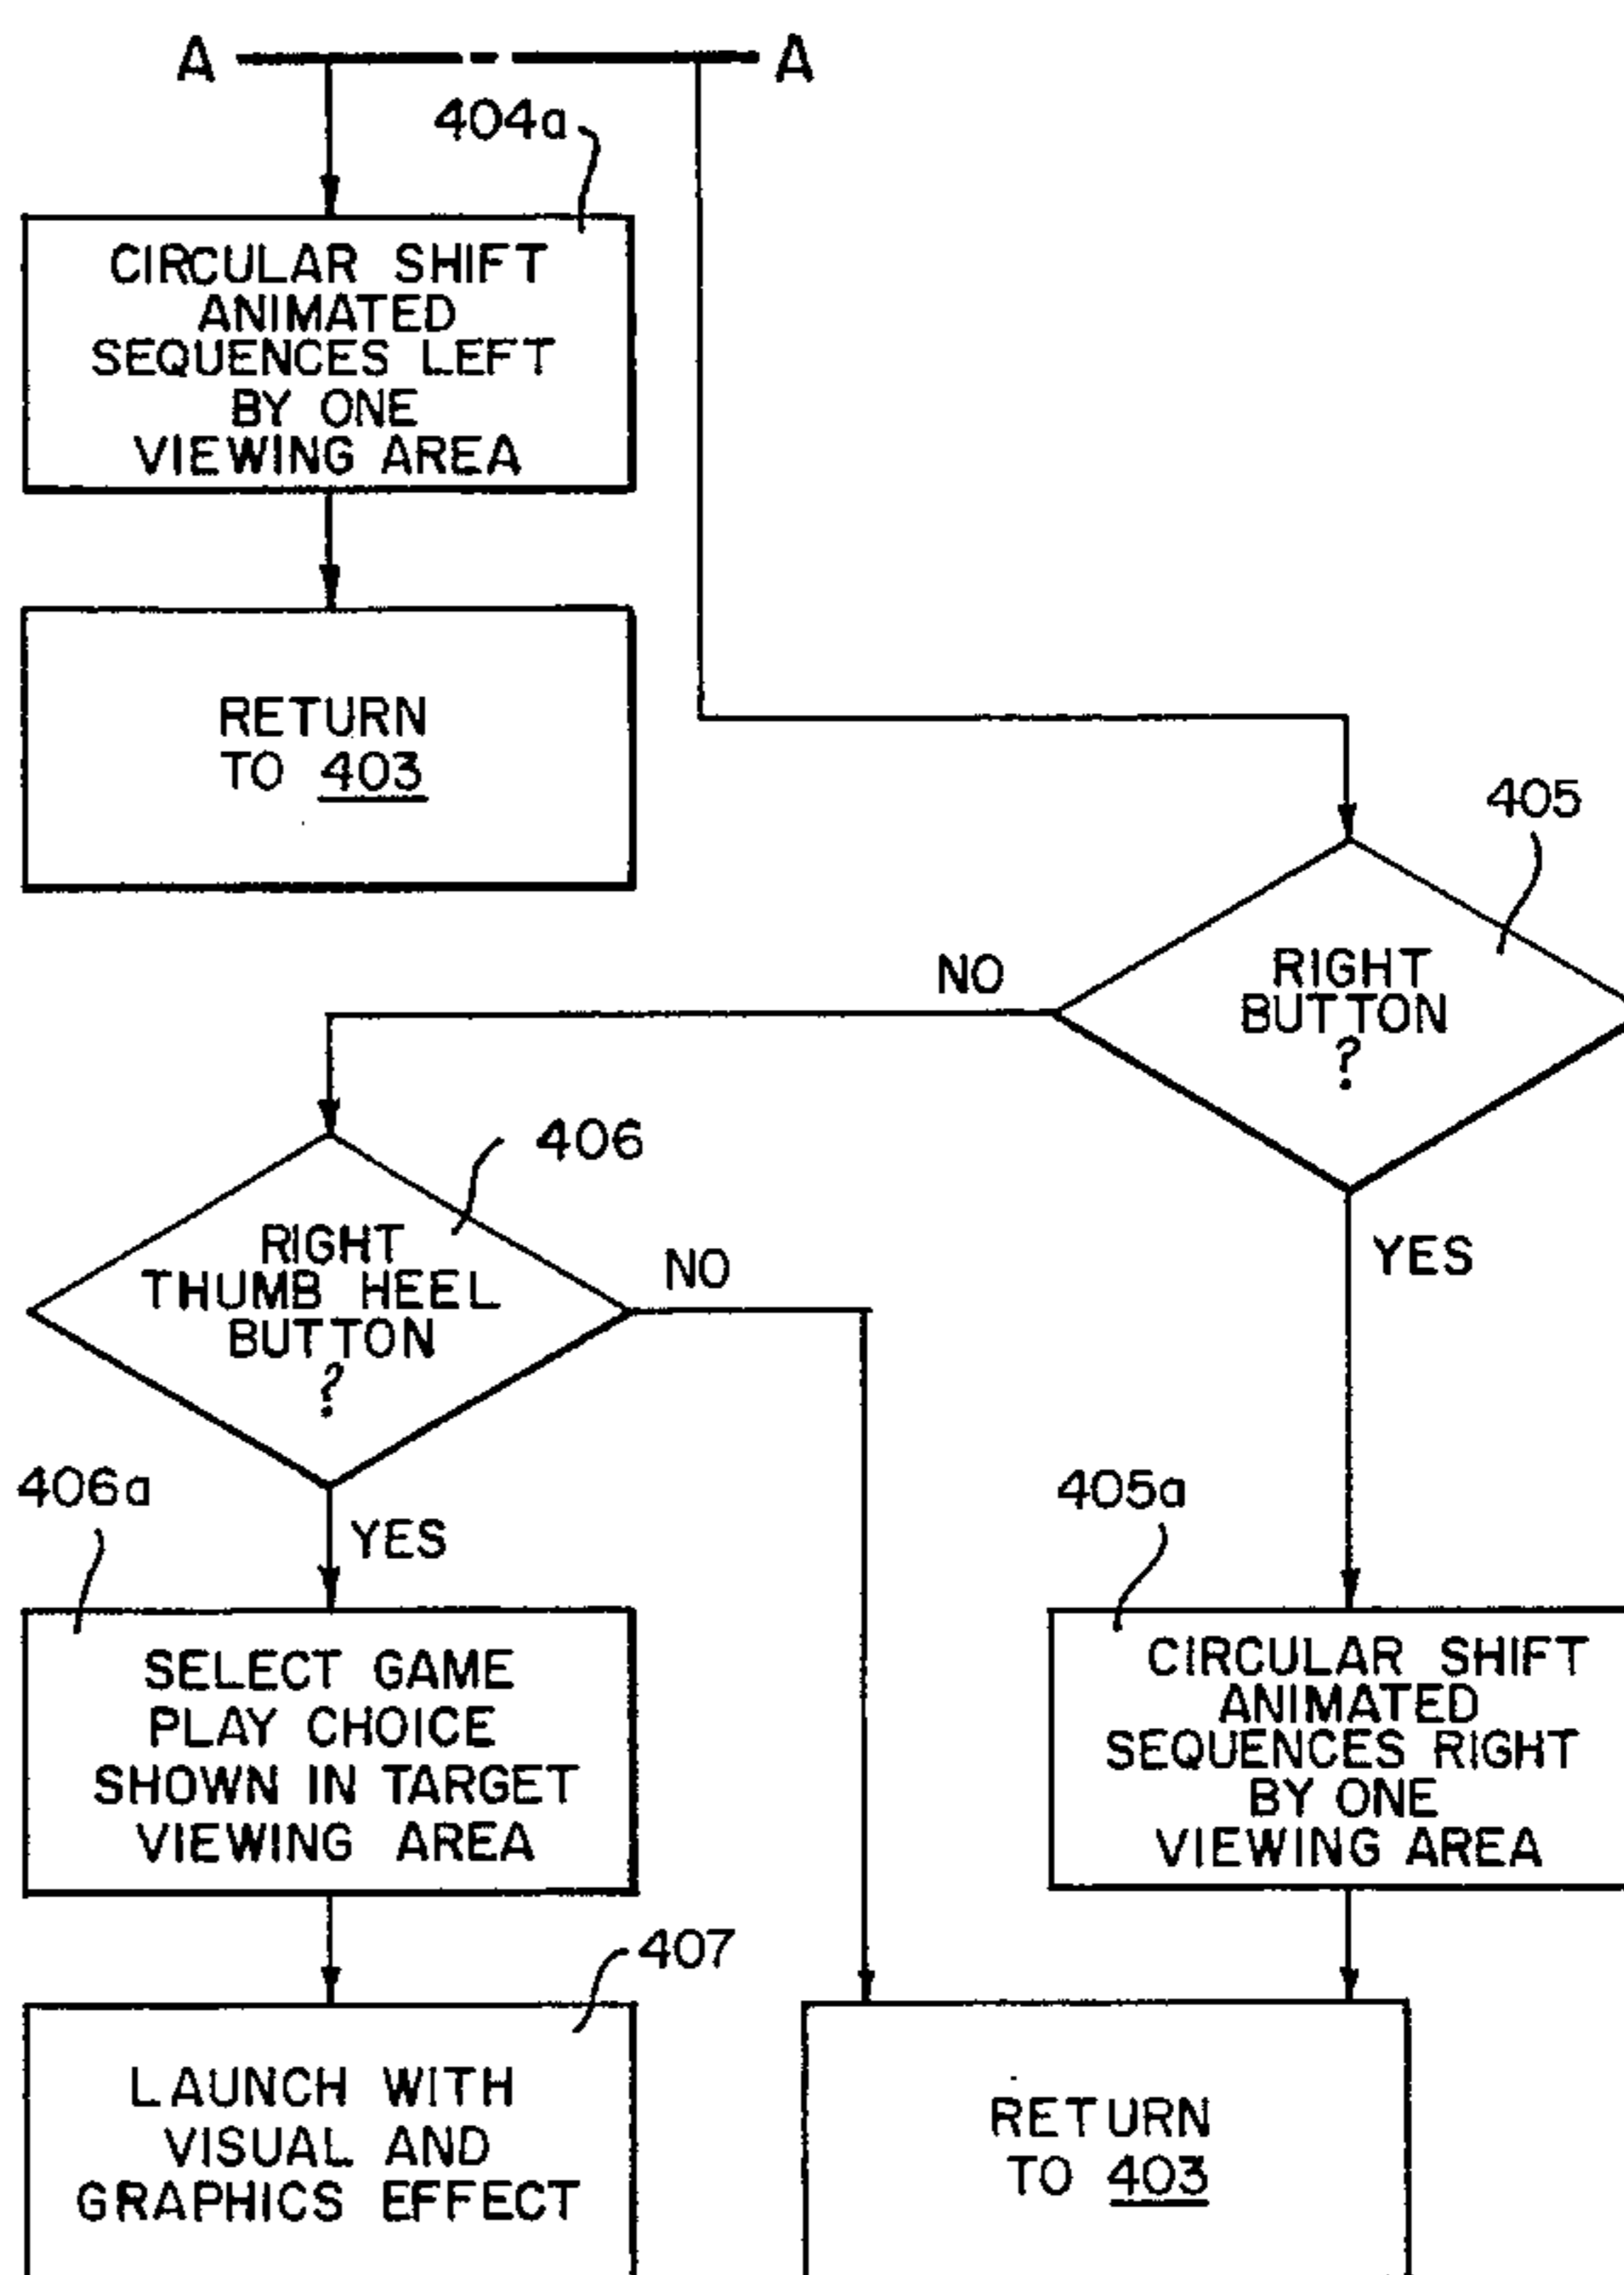 A A
404a
CIRCULAR SHIFT
ANIMATED
SEQUENCES LEFT
BY ONE
VIEWING AREA
RETURN
TO 403
405
RIGHT
BUTTON
?
NO
YES
406
RIGHT
THUMB HEEL
BUTTON
?
NO
YES
406a
SELECT GAME
PLAY CHOICE
SHOWN IN TARGET
VIEWING AREA
405a
CIRCULAR SHIFT
ANIMATED
SEQUENCES RIGHT
BY ONE
VIEWING AREA
407
LAUNCH WITH
VISUAL AND
GRAPHICS EFFECT
RETURN
TO 403